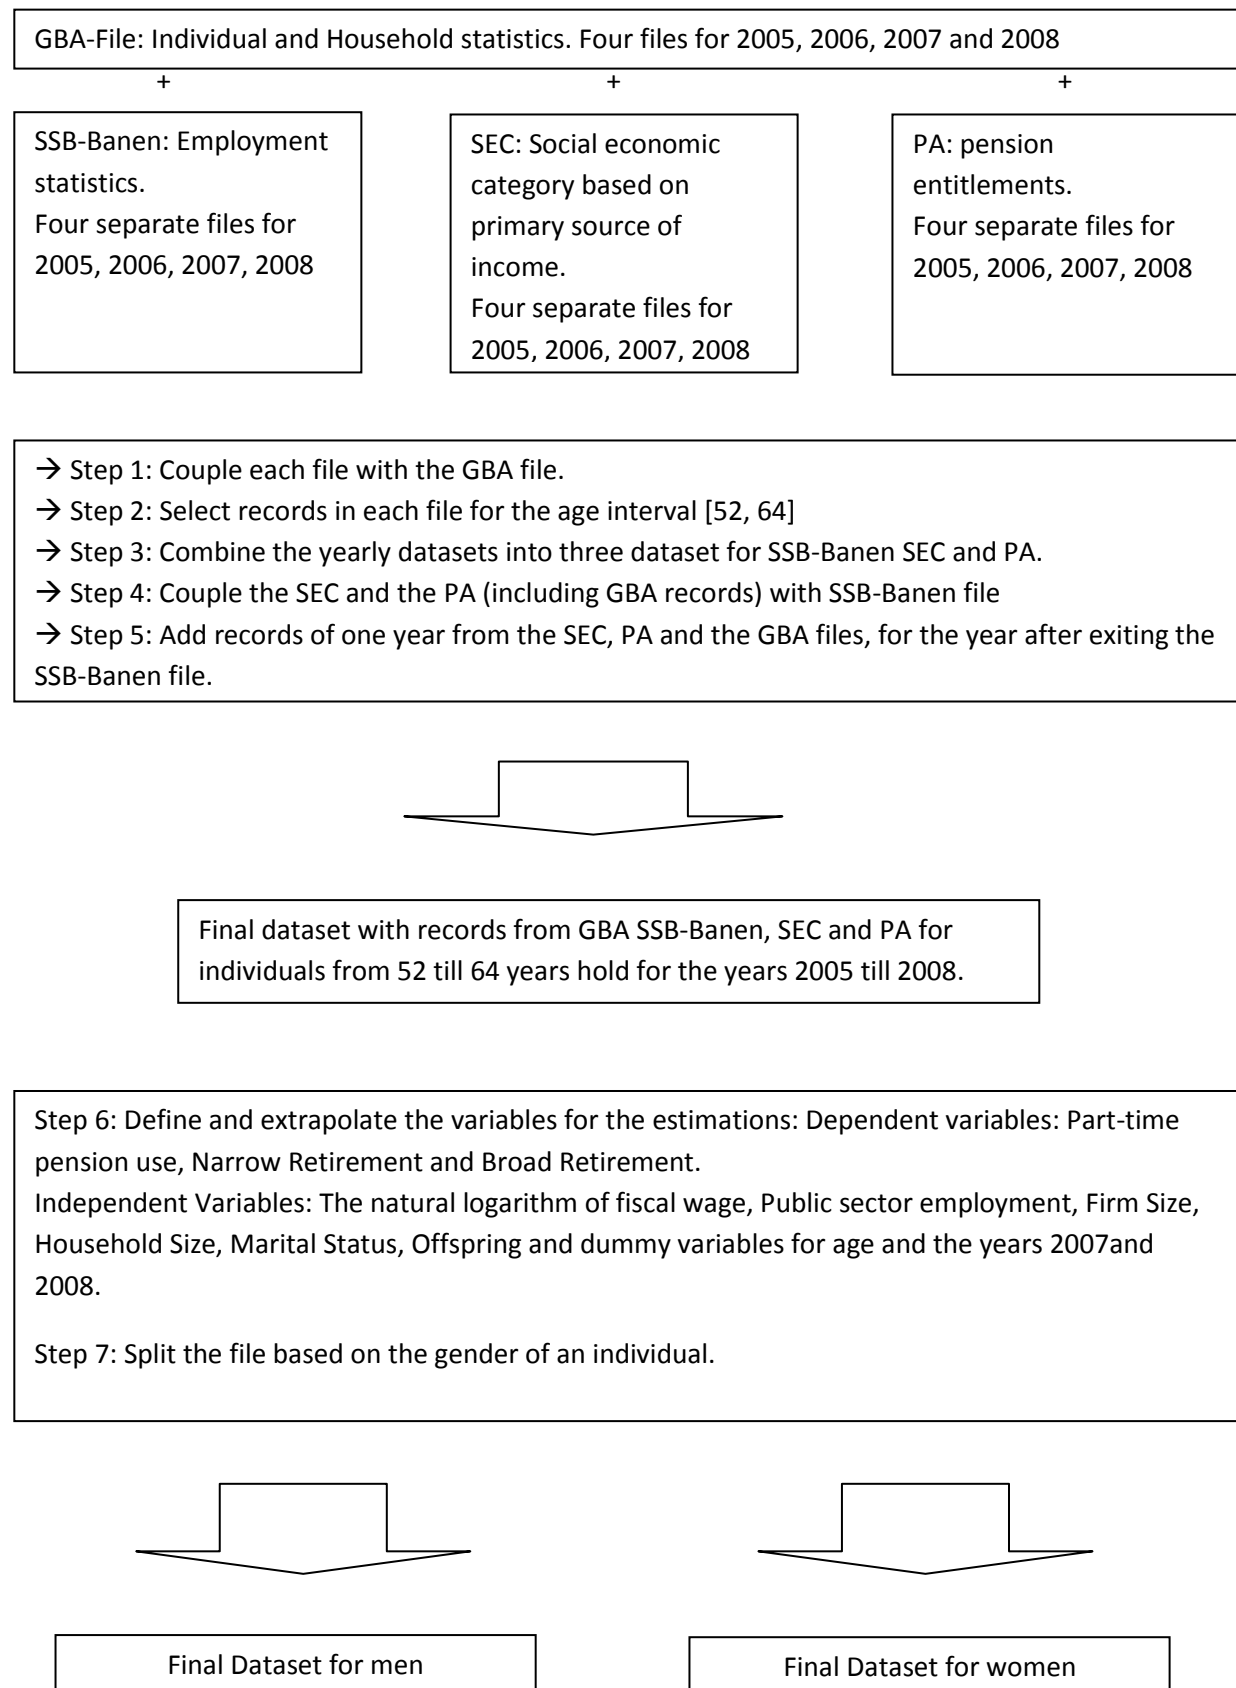 GBA-File: Individual and Household statistics. Four files for 2005, 2006, 2007 and 2008
+ + +
SSB-Banen: Employment
statistics.
Four separate files for
2005, 2006, 2007, 2008
SEC: Social economic
category based on
primary source of
income.
Four separate files for
2005, 2006, 2007, 2008
PA: pension
entitlements.
Four separate files for
2005, 2006, 2007, 2008
→ Step 1: Couple each file with the GBA file.
→ Step 2: Select records in each file for the age interval [52, 64]
→ Step 3: Combine the yearly datasets into three dataset for SSB-Banen SEC and PA.
→ Step 4: Couple the SEC and the PA (including GBA records) with SSB-Banen file
→ Step 5: Add records of one year from the SEC, PA and the GBA files, for the year after exiting the
SSB-Banen file.
Final dataset with records from GBA SSB-Banen, SEC and PA for
individuals from 52 till 64 years hold for the years 2005 till 2008.
Step 6: Define and extrapolate the variables for the estimations: Dependent variables: Part-time
pension use, Narrow Retirement and Broad Retirement.
Independent Variables: The natural logarithm of fiscal wage, Public sector employment, Firm Size,
Household Size, Marital Status, Offspring and dummy variables for age and the years 2007and
2008.
Step 7: Split the file based on the gender of an individual.
Final Dataset for men
Final Dataset for women